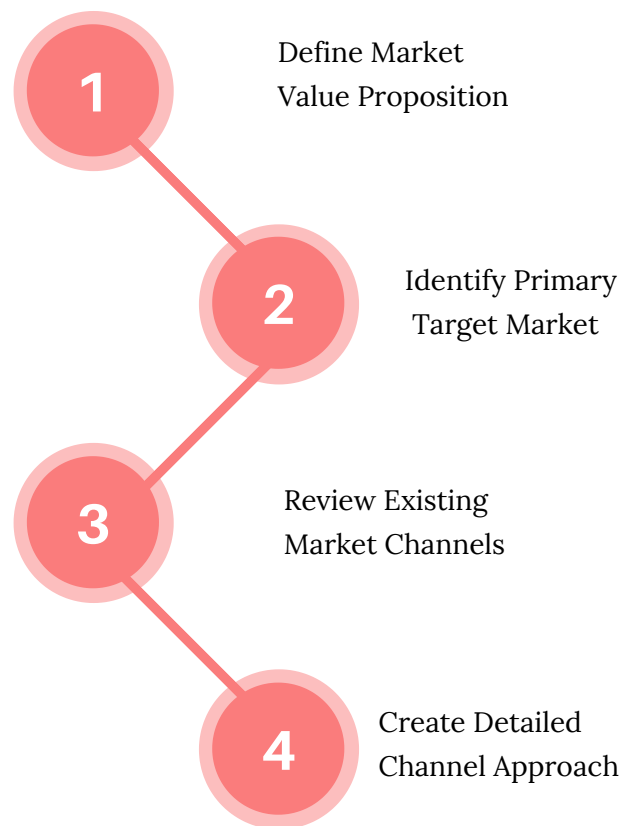 1
Define Market
Value Proposition
2
Identify Primary
Target Market
3
Review Existing
Market Channels
4
Create Detailed
Channel Approach